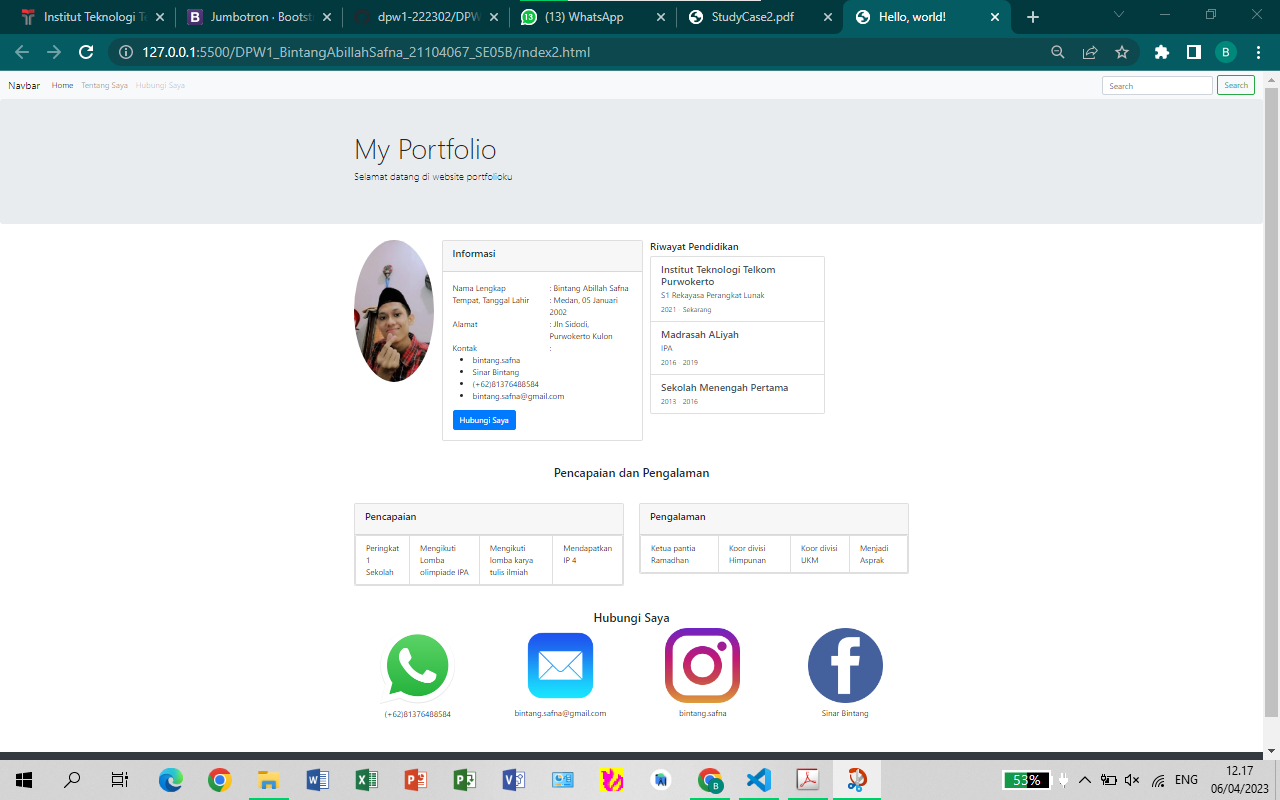 Institut Teknologi Te
Jumbotron · Bootst
dpw1-222302/DPW
(13) WhatsApp
StudyCase2.pdf
Hello, world!
127.0.0.1:5500/DPW1_BintangAbillahSafna_21104067_SE05B/index2.html
B
Navbar Home Tentang Saya Hubungi Saya
Search Search
My Portfolio
Selamat datang di website portfolioku
Informasi
Nama Lengkap : Bintang Abillah Safna
Tempat, Tanggal Lahir : Medan, 05 Januari
2002
Alamat : Jln Sidodi,
Purwokerto Kulon
Kontak :
bintang.safna
Sinar Bintang
(+62)81376488584
bintang.safna@gmail.com
Hubungi Saya
Riwayat Pendidikan
Institut Teknologi Telkom
Purwokerto
S1 Rekayasa Perangkat Lunak
2021 - Sekarang
Madrasah ALiyah
IPA
2016 - 2019
Sekolah Menengah Pertama
2013 - 2016
Pencapaian dan Pengalaman
Pencapaian
Peringkat
1
Sekolah
Mengikuti
Lomba
olimpiade IPA
Mengikuti
lomba karya
tulis ilmiah
Mendapatkan
IP 4
Pengalaman
Ketua pantia
Ramadhan
Koor divisi
Himpunan
Koor divisi
UKM
Menjadi
Asprak
Hubungi Saya
(+62)81376488584
bintang.safna@gmail.com
bintang.safna
Sinar Bintang
53%
ENG
12.17
06/04/2023